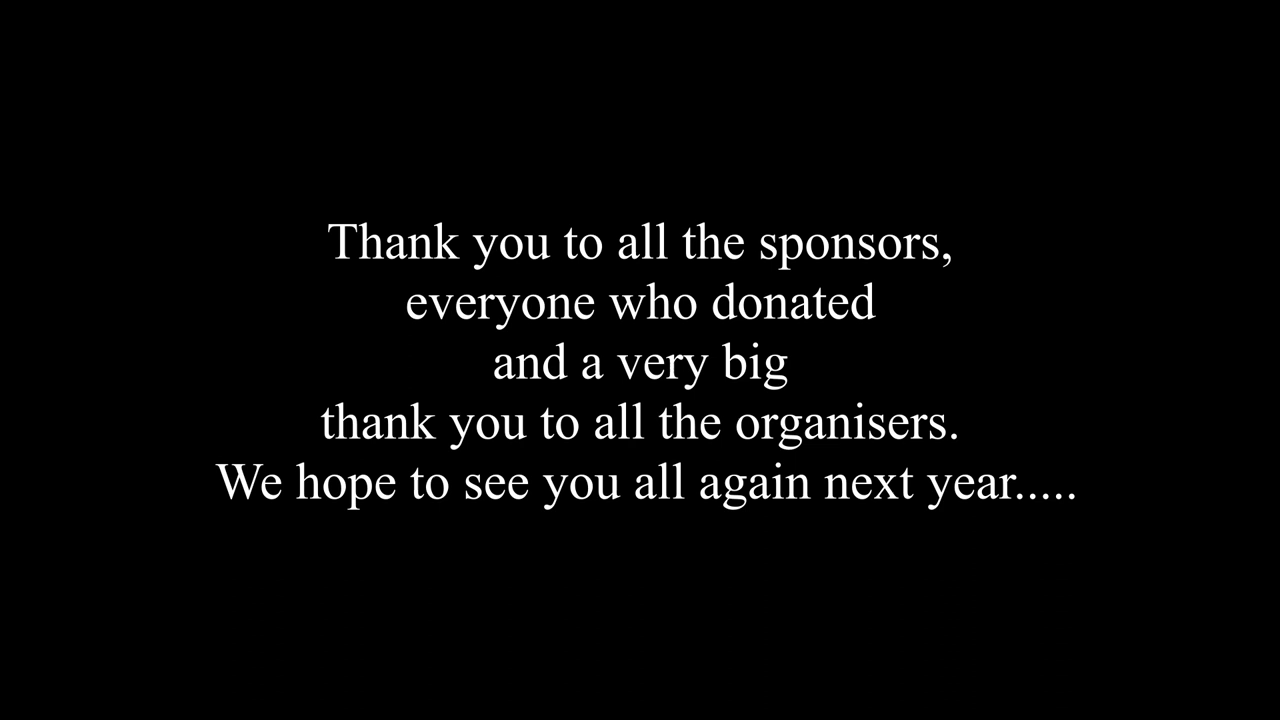 Thank you to all the sponsors,
everyone who donated
and a very big
thank you to all the organisers.
We hope to see you all again next year.....